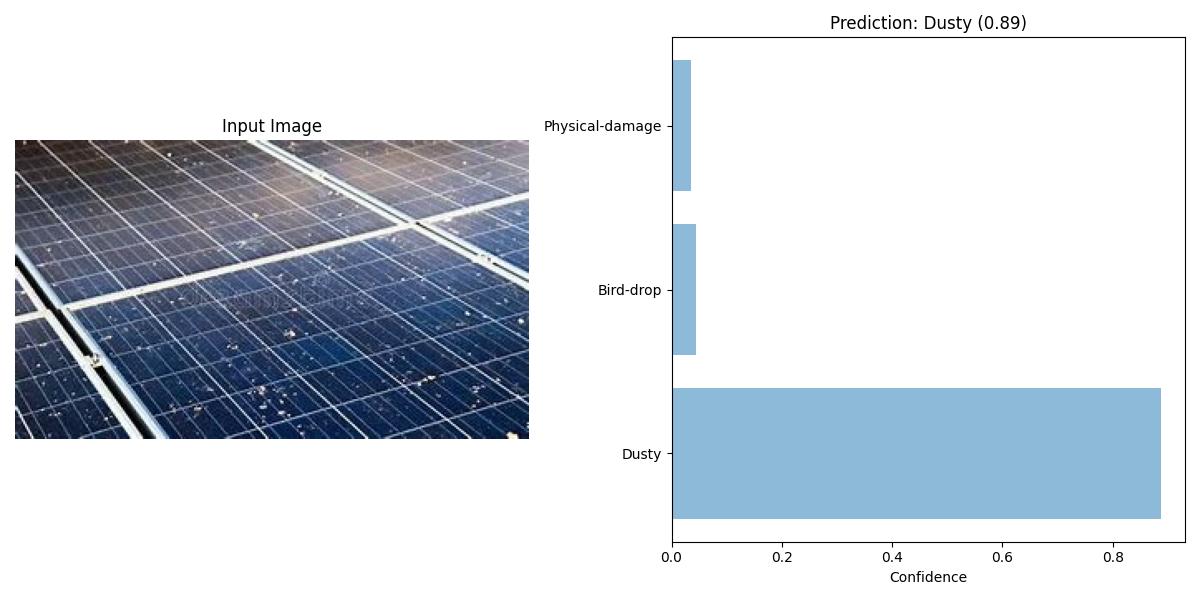 Input Image
Prediction: Dusty (0.89)
Physical-damage
Bird-drop
Dusty
0.0 0.2 0.4 0.6 0.8
Confidence